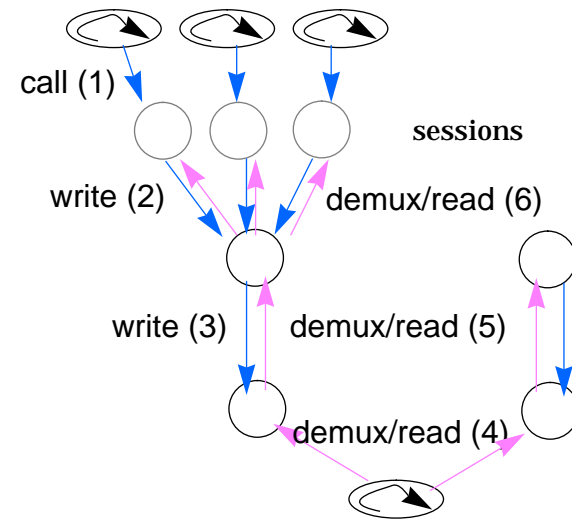 call (1)
sessions
write (2)
demux/read (6)
write (3)
demux/read (5)
demux/read (4)